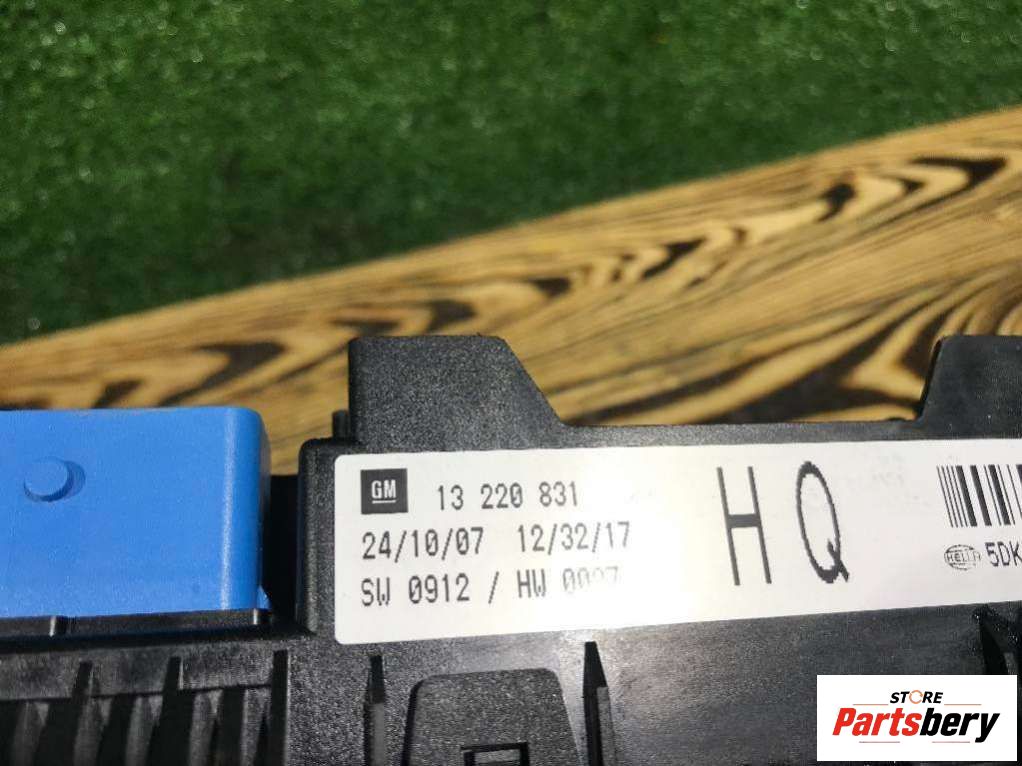 GM 13 220 831
24/10/07 12/32/17
SW 0912 / HW
H Q
HELLA 5DK
STORE
Partsbery